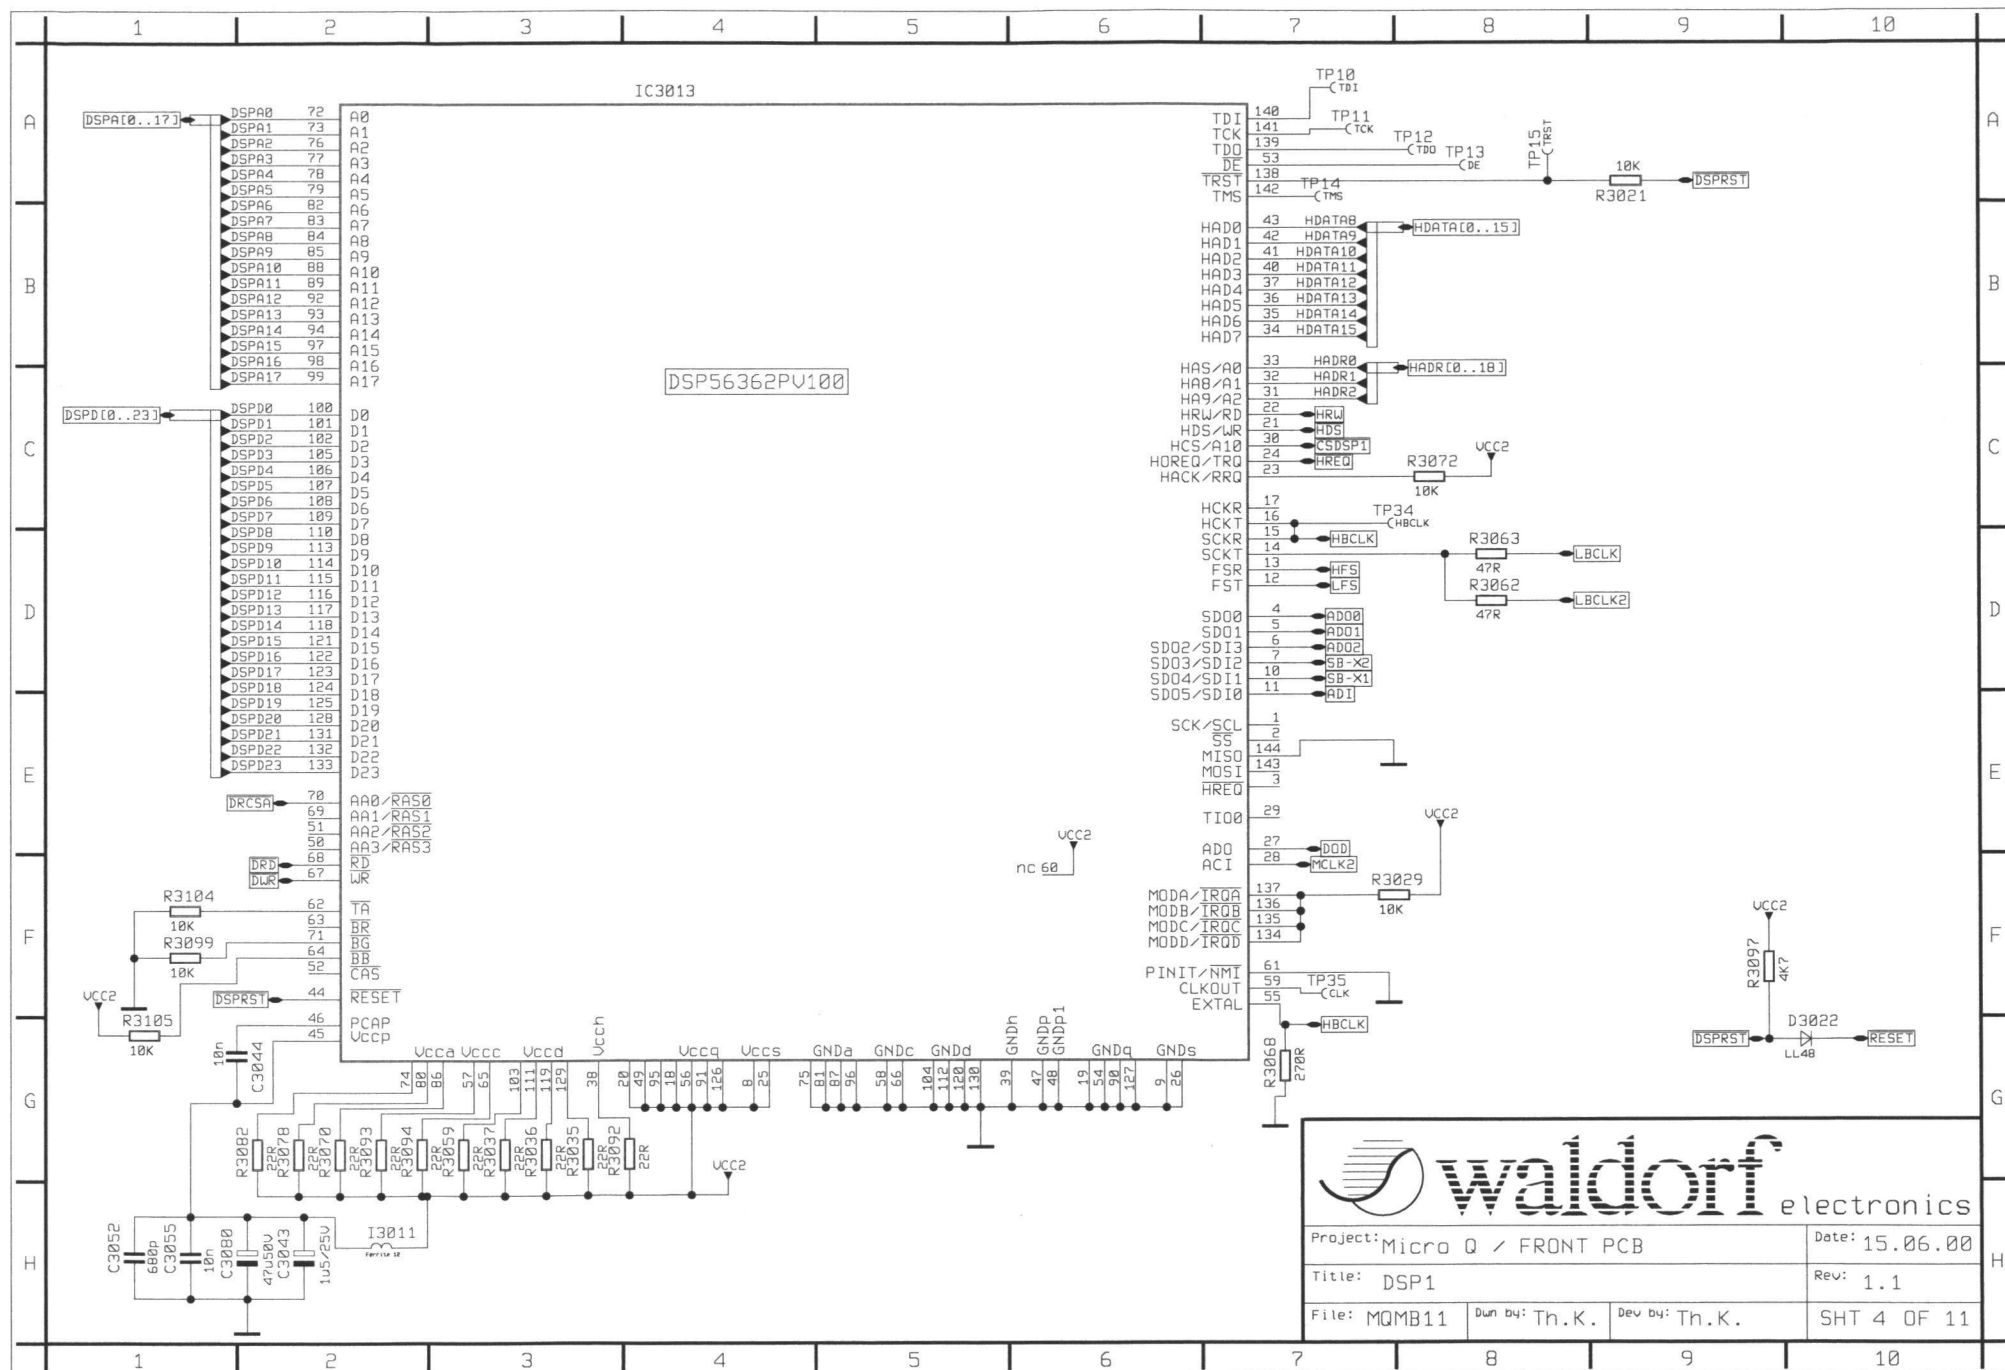 1 2 3 4 5 6 7 8 9 10
A A
B B
C C
D D
E E
F F
G G
H H
IC3013
DSP56362PV100
DSPA[0..17]
DSPA0 72 A0
DSPA1 73 A1
DSPA2 76 A2
DSPA3 77 A3
DSPA4 78 A4
DSPA5 79 A5
DSPA6 82 A6
DSPA7 83 A7
DSPA8 84 A8
DSPA9 85 A9
DSPA10 88 A10
DSPA11 89 A11
DSPA12 92 A12
DSPA13 93 A13
DSPA14 94 A14
DSPA15 97 A15
DSPA16 98 A16
DSPA17 99 A17
DSPD[0..23]
DSPD0 100 D0
DSPD1 101 D1
DSPD2 102 D2
DSPD3 105 D3
DSPD4 106 D4
DSPD5 107 D5
DSPD6 108 D6
DSPD7 109 D7
DSPD8 110 D8
DSPD9 113 D9
DSPD10 114 D10
DSPD11 115 D11
DSPD12 116 D12
DSPD13 117 D13
DSPD14 118 D14
DSPD15 121 D15
DSPD16 122 D16
DSPD17 123 D17
DSPD18 124 D18
DSPD19 125 D19
DSPD20 128 D20
DSPD21 131 D21
DSPD22 132 D22
DSPD23 133 D23
DRCSA 70 AA0/RAS0
69 AA1/RAS1
51 AA2/RAS2
50 AA3/RAS3
DRD 68 RD
DWR 67 WR
R3104 10K 62 TA
63 BR
R3099 10K 71 BG
64 BB
52 CAS
DSPRST 44 RESET
VCC2
R3105 10K
46 PCAP
45 Vccp
10n C3044
TP10 TDI
TDI 140
TP11 TCK
TCK 141
TP12 TDO
TDO 139
TP13 DE
DE 53
TP15 TRST
TRST 138 10K R3021 DSPRST
TMS 142 TP14 TMS
HAD0 43 HDATA8 HDATA[0..15]
HAD1 42 HDATA9
HAD2 41 HDATA10
HAD3 40 HDATA11
HAD4 37 HDATA12
HAD5 36 HDATA13
HAD6 35 HDATA14
HAD7 34 HDATA15
HAS/A0 33 HADR0 HADR[0..18]
HA8/A1 32 HADR1
HA9/A2 31 HADR2
HRW/RD 22 HRW
HDS/WR 21 HDS
HCS/A10 30 CSDSP1
HOREQ/TRQ 24 HREQ
HACK/RRQ 23 R3072 10K VCC2
HCKR 17
HCKT 16 TP34 HBCLK
SCKR 15 HBCLK
SCKT 14 R3063 47R LBCLK
FSR 13 HFS
FST 12 LFS R3062 47R LBCLK2
SDO0 4 ADO0
SDO1 5 ADO1
SDO2/SDI3 6 ADO2
SDO3/SDI2 7 SB-X2
SDO4/SDI1 10 SB-X1
SDO5/SDI0 11 ADI
SCK/SCL 1
SS 2
MISO 144
MOSI 143
HREQ 3
TIO0 29
ADO 27 DOD
ACI 28 MCLK2
VCC2
nc 60
VCC2
MODA/IRQA 137 R3029 10K
MODB/IRQB 136
MODC/IRQC 135
MODD/IRQD 134
PINIT/NMI 61
CLKOUT 59 TP35 CLK
EXTAL 55
HBCLK
R3068 270R
VCC2
R3097 4K7
DSPRST D3022 LL48 RESET
Vcca Vccc Vccd Vcch Vccq Vccs GNDa GNDc GNDd GNDh GNDp GNDp1 GNDq GNDs
74 80 86 57 65 103 111 119 129 38 20 49 95 18 56 91 126 8 25 75 81 87 96 58 66 104 112 120 130 39 47 48 19 54 90 127 9 26
R3082 22R R3078 22R R3070 22R R3093 22R R3094 22R R3059 22R R3037 22R R3036 22R R3035 22R R3092 22R
VCC2
C3052 680p C3055 10n C3080 47u50V C3043 1u5/25V
I3011
Ferrite 12
waldorf electronics
Project: Micro Q / FRONT PCB Date: 15.06.00
Title: DSP1 Rev: 1.1
File: MQMB11 Dwn by: Th.K. Dev by: Th.K. SHT 4 OF 11